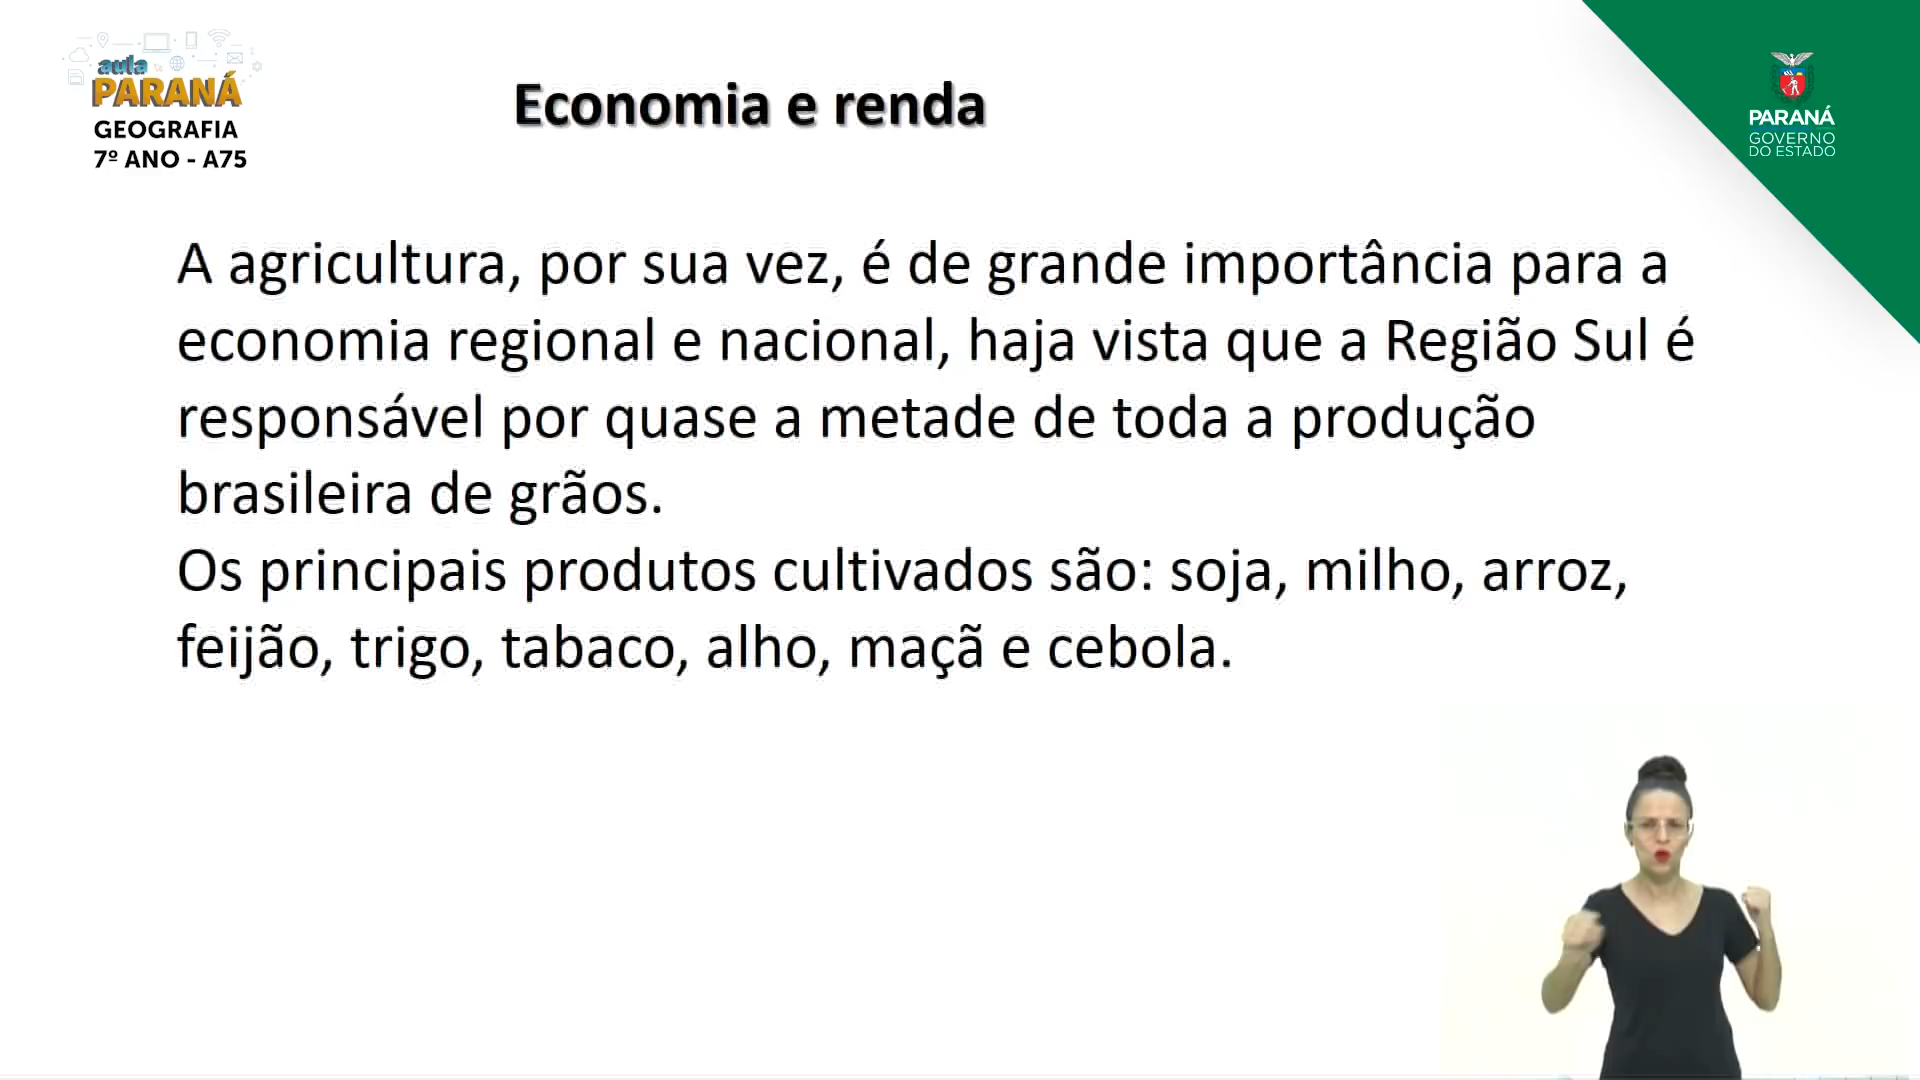 aula
PARANÁ
GEOGRAFIA
7º ANO - A75
Economia e renda
PARANÁ
GOVERNO
DO ESTADO
A agricultura, por sua vez, é de grande importância para a
economia regional e nacional, haja vista que a Região Sul é
responsável por quase a metade de toda a produção
brasileira de grãos.
Os principais produtos cultivados são: soja, milho, arroz,
feijão, trigo, tabaco, alho, maçã e cebola.